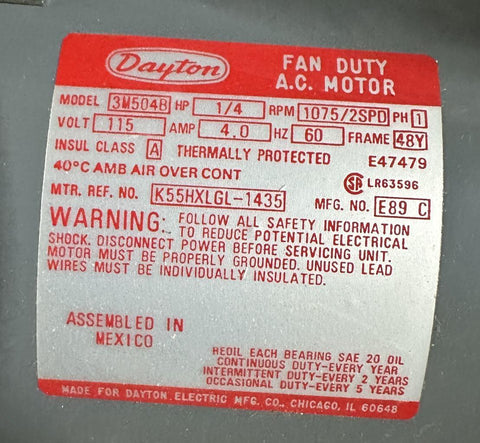 Dayton
FAN DUTY
A.C. MOTOR
MODEL 3M504B HP 1/4 RPM 1075/2SPD PH 1
VOLT 115 AMP 4.0 HZ 60 FRAME 48Y
INSUL CLASS A THERMALLY PROTECTED E47479
40°C AMB AIR OVER CONT SA LR63596
MTR. REF. NO. K55HXLGL-1435 MFG. NO. E89 C
WARNING: FOLLOW ALL SAFETY INFORMATION
TO REDUCE POTENTIAL ELECTRICAL
SHOCK. DISCONNECT POWER BEFORE SERVICING UNIT.
MOTOR MUST BE PROPERLY GROUNDED. UNUSED LEAD
WIRES MUST BE INDIVIDUALLY INSULATED.
ASSEMBLED IN
MEXICO
REOIL EACH BEARING SAE 20 OIL
CONTINUOUS DUTY-EVERY YEAR
INTERMITTENT DUTY-EVERY 2 YEARS
OCCASIONAL DUTY-EVERY 5 YEARS
MADE FOR DAYTON ELECTRIC MFG. CO., CHICAGO, IL 60648